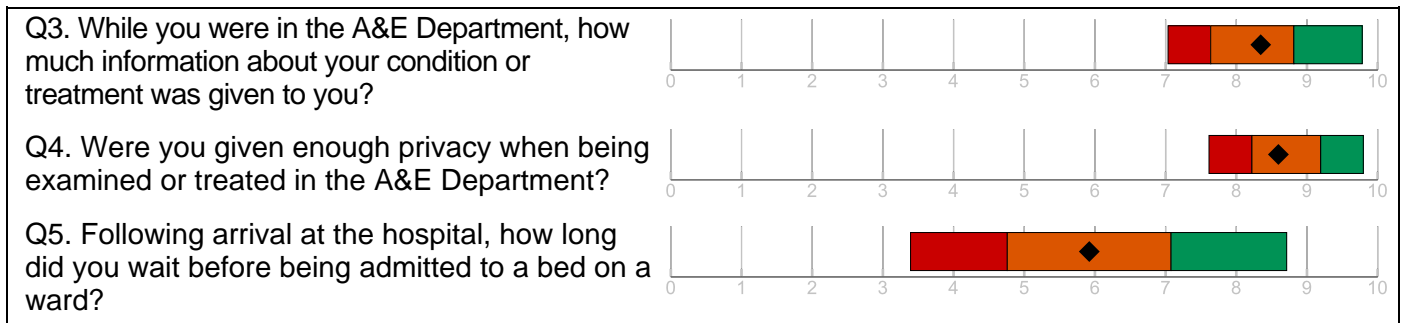 Q3. While you were in the A&E Department, how
much information about your condition or
treatment was given to you?
0 1 2 3 4 5 6 7 8 9 10
Q4. Were you given enough privacy when being
examined or treated in the A&E Department?
0 1 2 3 4 5 6 7 8 9 10
Q5. Following arrival at the hospital, how long
did you wait before being admitted to a bed on a
ward?
0 1 2 3 4 5 6 7 8 9 10